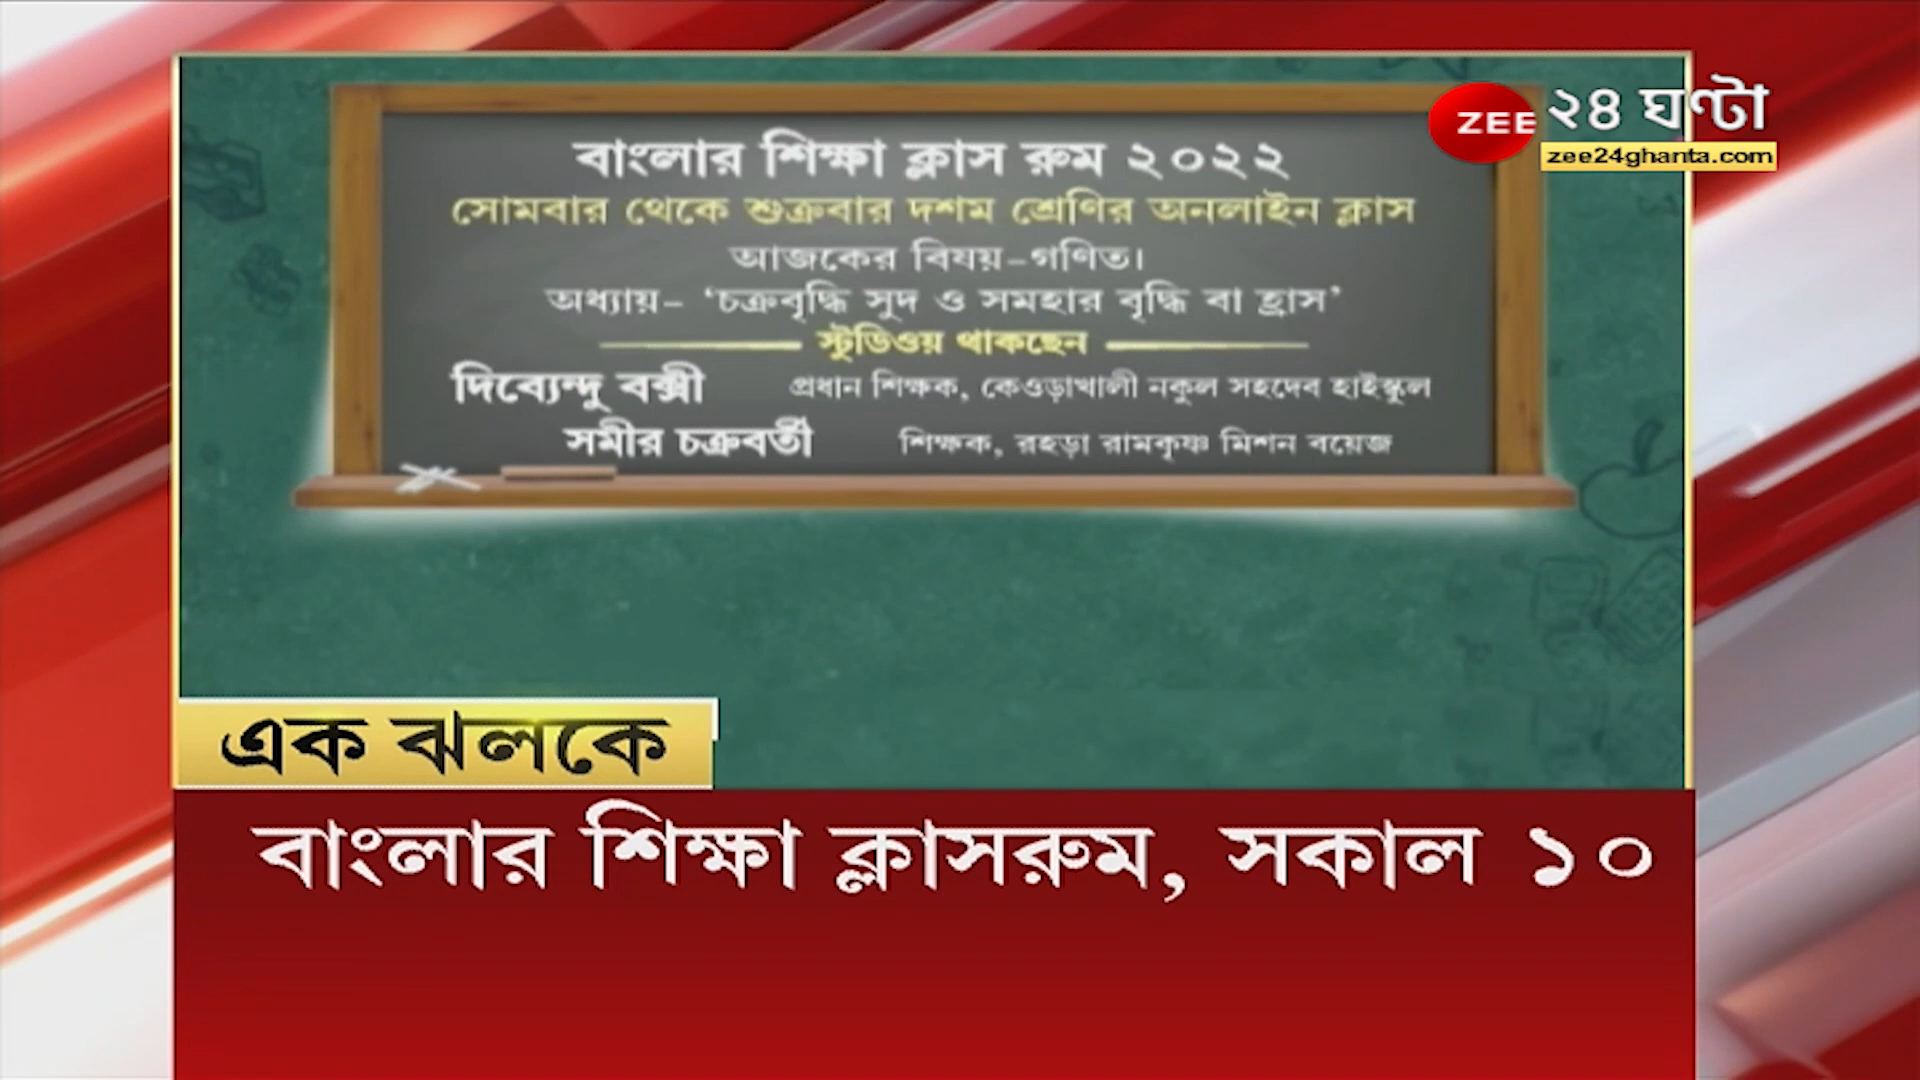 বাংলার শিক্ষা ক্লাস রুম ২০২২
সোমবার থেকে শুক্রবার দশম শ্রেণির অনলাইন ক্লাস
আজকের বিষয়-গণিত।
অধ্যায়- ‘চক্রবৃদ্ধি সুদ ও সমহার বৃদ্ধি বা হ্রাস’
স্টুডিওয় থাকছেন
দিব্যেন্দু বক্সী প্রধান শিক্ষক, কেওড়াখালী নকুল সহদেব হাইস্কুল
সমীর চক্রবর্তী শিক্ষক, রহড়া রামকৃষ্ণ মিশন বয়েজ
ZEE ২৪ ঘণ্টা
zee24ghanta.com
এক ঝলকে
বাংলার শিক্ষা ক্লাসরুম, সকাল ১০